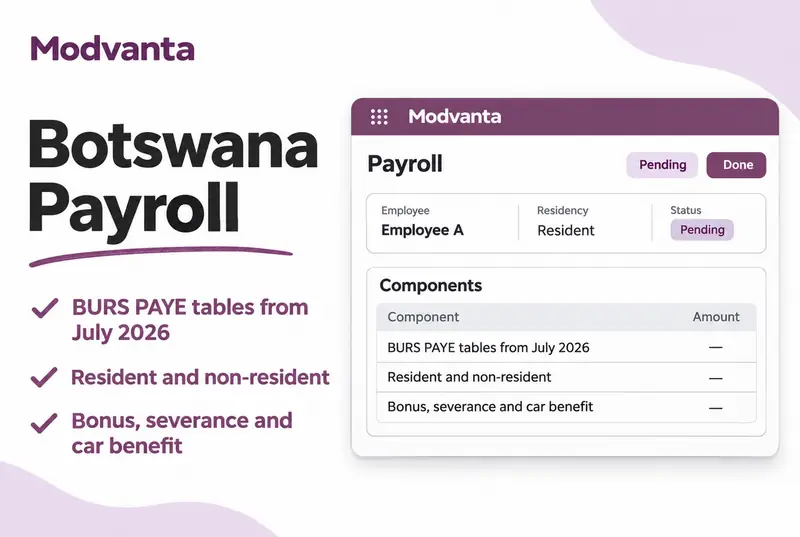 Modvanta
Botswana
Payroll
BURS PAYE tables from
July 2026
Resident and non-resident
Bonus, severance and
car benefit
Modvanta
Payroll
Pending
Done
Employee
Employee A
Residency
Resident
Status
Pending
Components
Component
Amount
BURS PAYE tables from July 2026
—
Resident and non-resident
—
Bonus, severance and car benefit
—